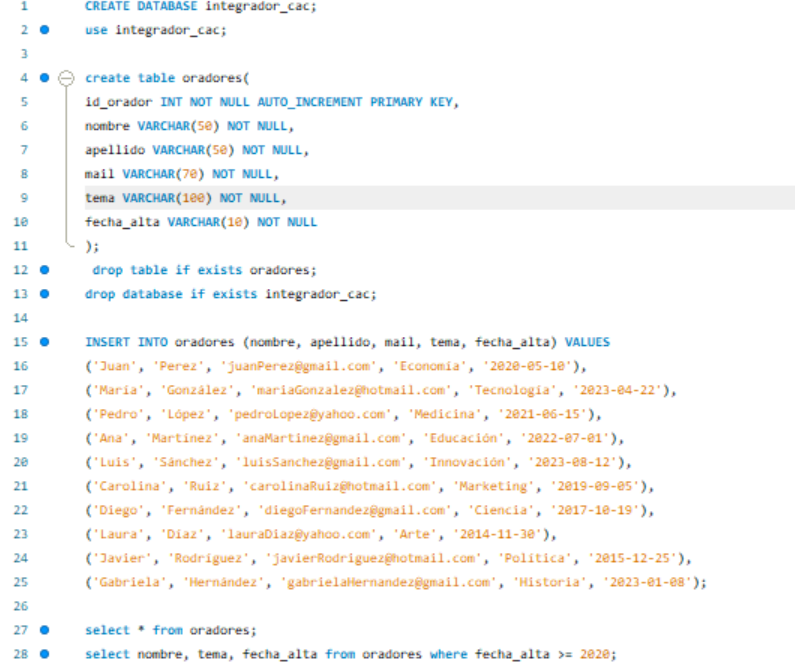 1 CREATE DATABASE integrador_cac;
2 use integrador_cac;
3
4 create table oradores(
5 id_orador INT NOT NULL AUTO_INCREMENT PRIMARY KEY,
6 nombre VARCHAR(50) NOT NULL,
7 apellido VARCHAR(50) NOT NULL,
8 mail VARCHAR(70) NOT NULL,
9 tema VARCHAR(100) NOT NULL,
10 fecha_alta VARCHAR(10) NOT NULL
11 );
12 drop table if exists oradores;
13 drop database if exists integrador_cac;
14
15 INSERT INTO oradores (nombre, apellido, mail, tema, fecha_alta) VALUES
16 ('Juan', 'Perez', 'juanPerez@gmail.com', 'Economía', '2020-05-10'),
17 ('María', 'González', 'mariaGonzalez@hotmail.com', 'Tecnología', '2023-04-22'),
18 ('Pedro', 'López', 'pedroLopez@yahoo.com', 'Medicina', '2021-06-15'),
19 ('Ana', 'Martínez', 'anaMartinez@gmail.com', 'Educación', '2022-07-01'),
20 ('Luis', 'Sánchez', 'luisSanchez@gmail.com', 'Innovación', '2023-08-12'),
21 ('Carolina', 'Ruiz', 'carolinaRuiz@hotmail.com', 'Marketing', '2019-09-05'),
22 ('Diego', 'Fernández', 'diegoFernandez@gmail.com', 'Ciencia', '2017-10-19'),
23 ('Laura', 'Díaz', 'lauraDiaz@yahoo.com', 'Arte', '2014-11-30'),
24 ('Javier', 'Rodríguez', 'javierRodriguez@hotmail.com', 'Política', '2015-12-25'),
25 ('Gabriela', 'Hernández', 'gabrielaHernandez@gmail.com', 'Historia', '2023-01-08');
26
27 select * from oradores;
28 select nombre, tema, fecha_alta from oradores where fecha_alta >= 2020;